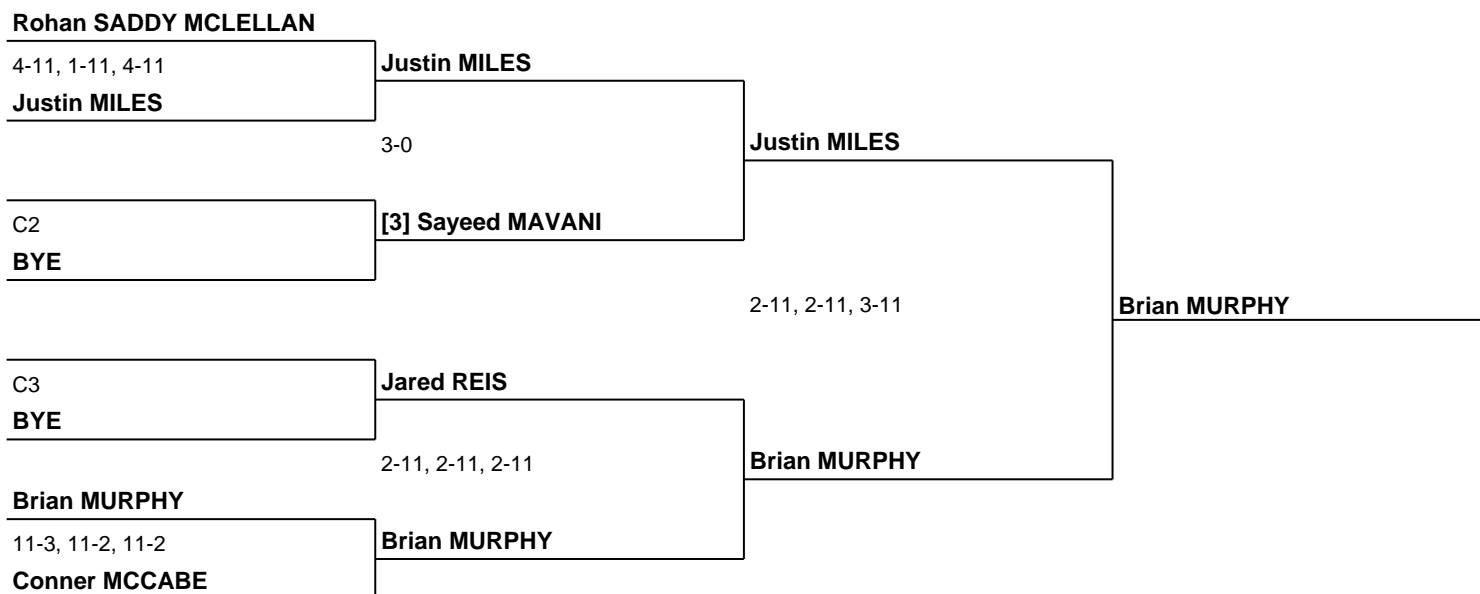 Rohan SADDY MCLELLAN
4-11, 1-11, 4-11
Justin MILES
Justin MILES
3-0
Justin MILES
C2
BYE
[3] Sayeed MAVANI
2-11, 2-11, 3-11
Brian MURPHY
C3
BYE
Jared REIS
2-11, 2-11, 2-11
Brian MURPHY
Brian MURPHY
11-3, 11-2, 11-2
Conner MCCABE
Brian MURPHY